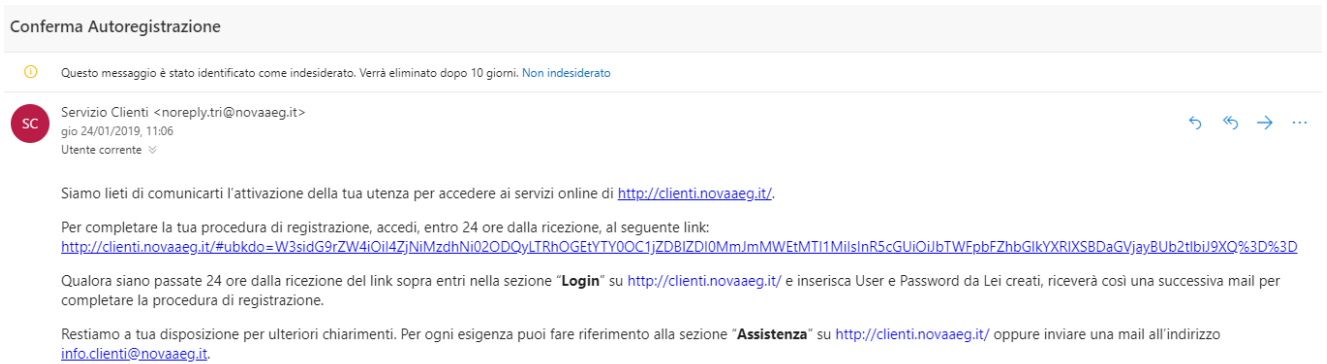 Conferma Autoregistrazione
Questo messaggio è stato identificato come indesiderato. Verrà eliminato dopo 10 giorni. Non indesiderato
SC
Servizio Clienti <noreply.tri@novaaeg.it>
gio 24/01/2019, 11:06
Utente corrente
Siamo lieti di comunicarti l'attivazione della tua utenza per accedere ai servizi online di http://clienti.novaaeg.it/.
Per completare la tua procedura di registrazione, accedi, entro 24 ore dalla ricezione, al seguente link:
http://clienti.novaaeg.it/#ubkdo=W3sidG9rZW4iOiI4ZjNiMzdhNi02ODQyLTRhOGEtYTY0OC1jZDBlZDI0MmJmMWEtMTI1MiIsInR5cGUiOiJbTWFpbFZhbGlkYXRlXSBDaGVjayBUb2tlbiJ9XQ%3D%3D
Qualora siano passate 24 ore dalla ricezione del link sopra entri nella sezione “Login” su http://clienti.novaaeg.it/ e inserisca User e Password da Lei creati, riceverà così una successiva mail per
completare la procedura di registrazione.
Restiamo a tua disposizione per ulteriori chiarimenti. Per ogni esigenza puoi fare riferimento alla sezione “Assistenza” su http://clienti.novaaeg.it/ oppure inviare una mail all'indirizzo
info.clienti@novaaeg.it.